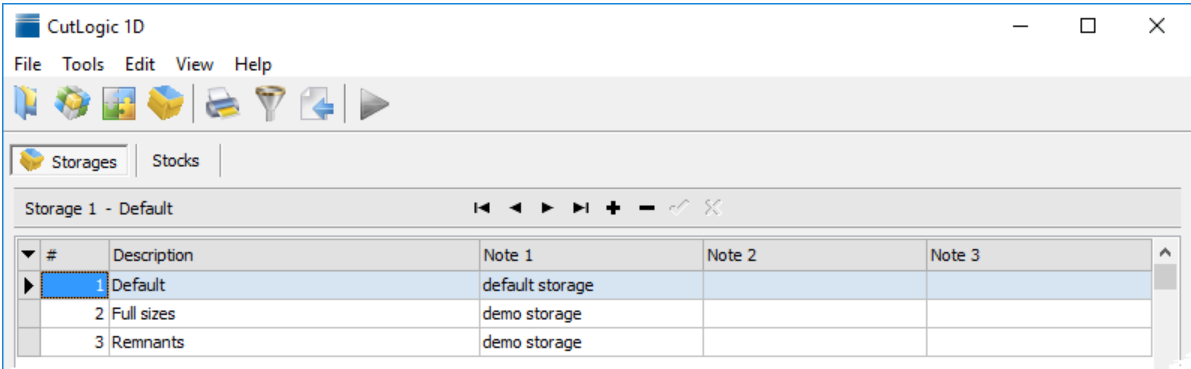 CutLogic 1D
File Tools Edit View Help
Storages Stocks
Storage 1 - Default
# Description Note 1 Note 2 Note 3
1 Default default storage
2 Full sizes demo storage
3 Remnants demo storage